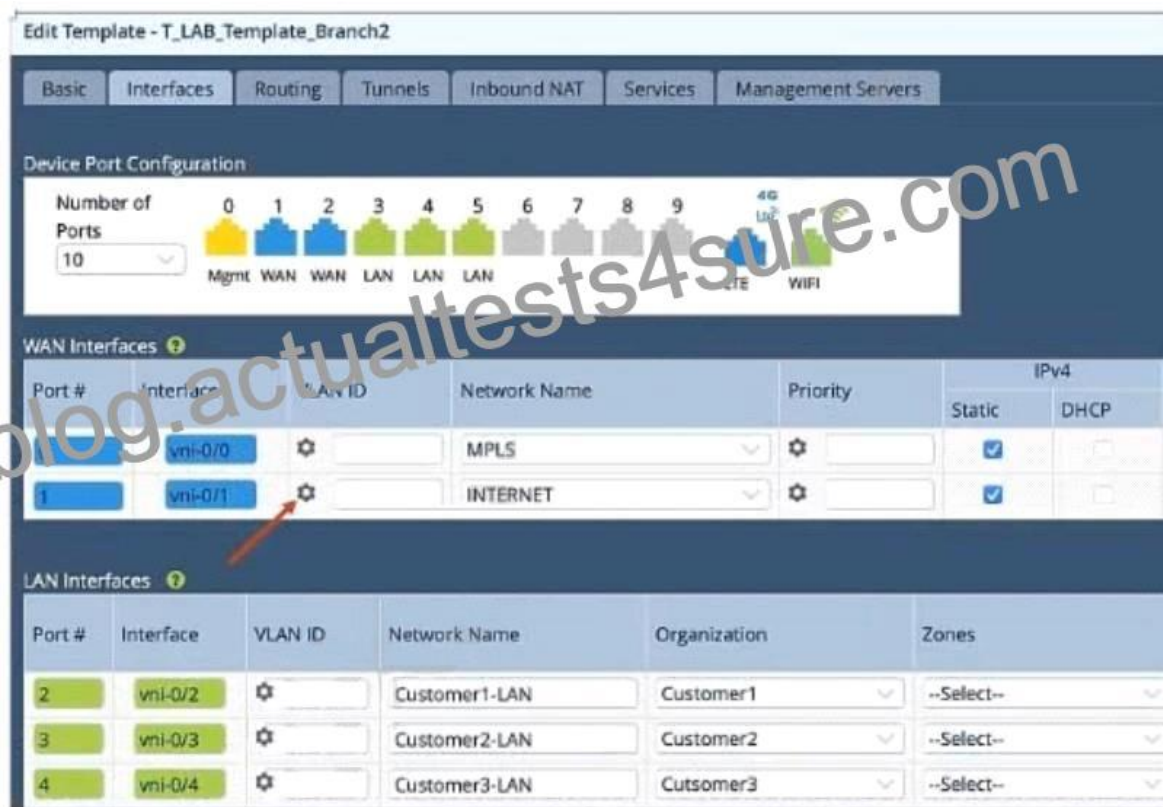 Edit Template - T_LAB_Template_Branch2
Basic Interfaces Routing Tunnels Inbound NAT Services Management Servers
Device Port Configuration
Number of Ports
10
0 1 2 3 4 5 6 7 8 9 4G
Mgmt WAN WAN LAN LAN LAN WIFI
blog.actualtests4sure.com
WAN Interfaces ?
Port # Interface VLAN ID Network Name Priority IPv4
Static DHCP
vni-0/0 MPLS
1 vni-0/1 INTERNET
LAN Interfaces ?
Port # Interface VLAN ID Network Name Organization Zones
2 vni-0/2 Customer1-LAN Customer1 --Select--
3 vni-0/3 Customer2-LAN Customer2 --Select--
4 vni-0/4 Customer3-LAN Cutsomer3 --Select--